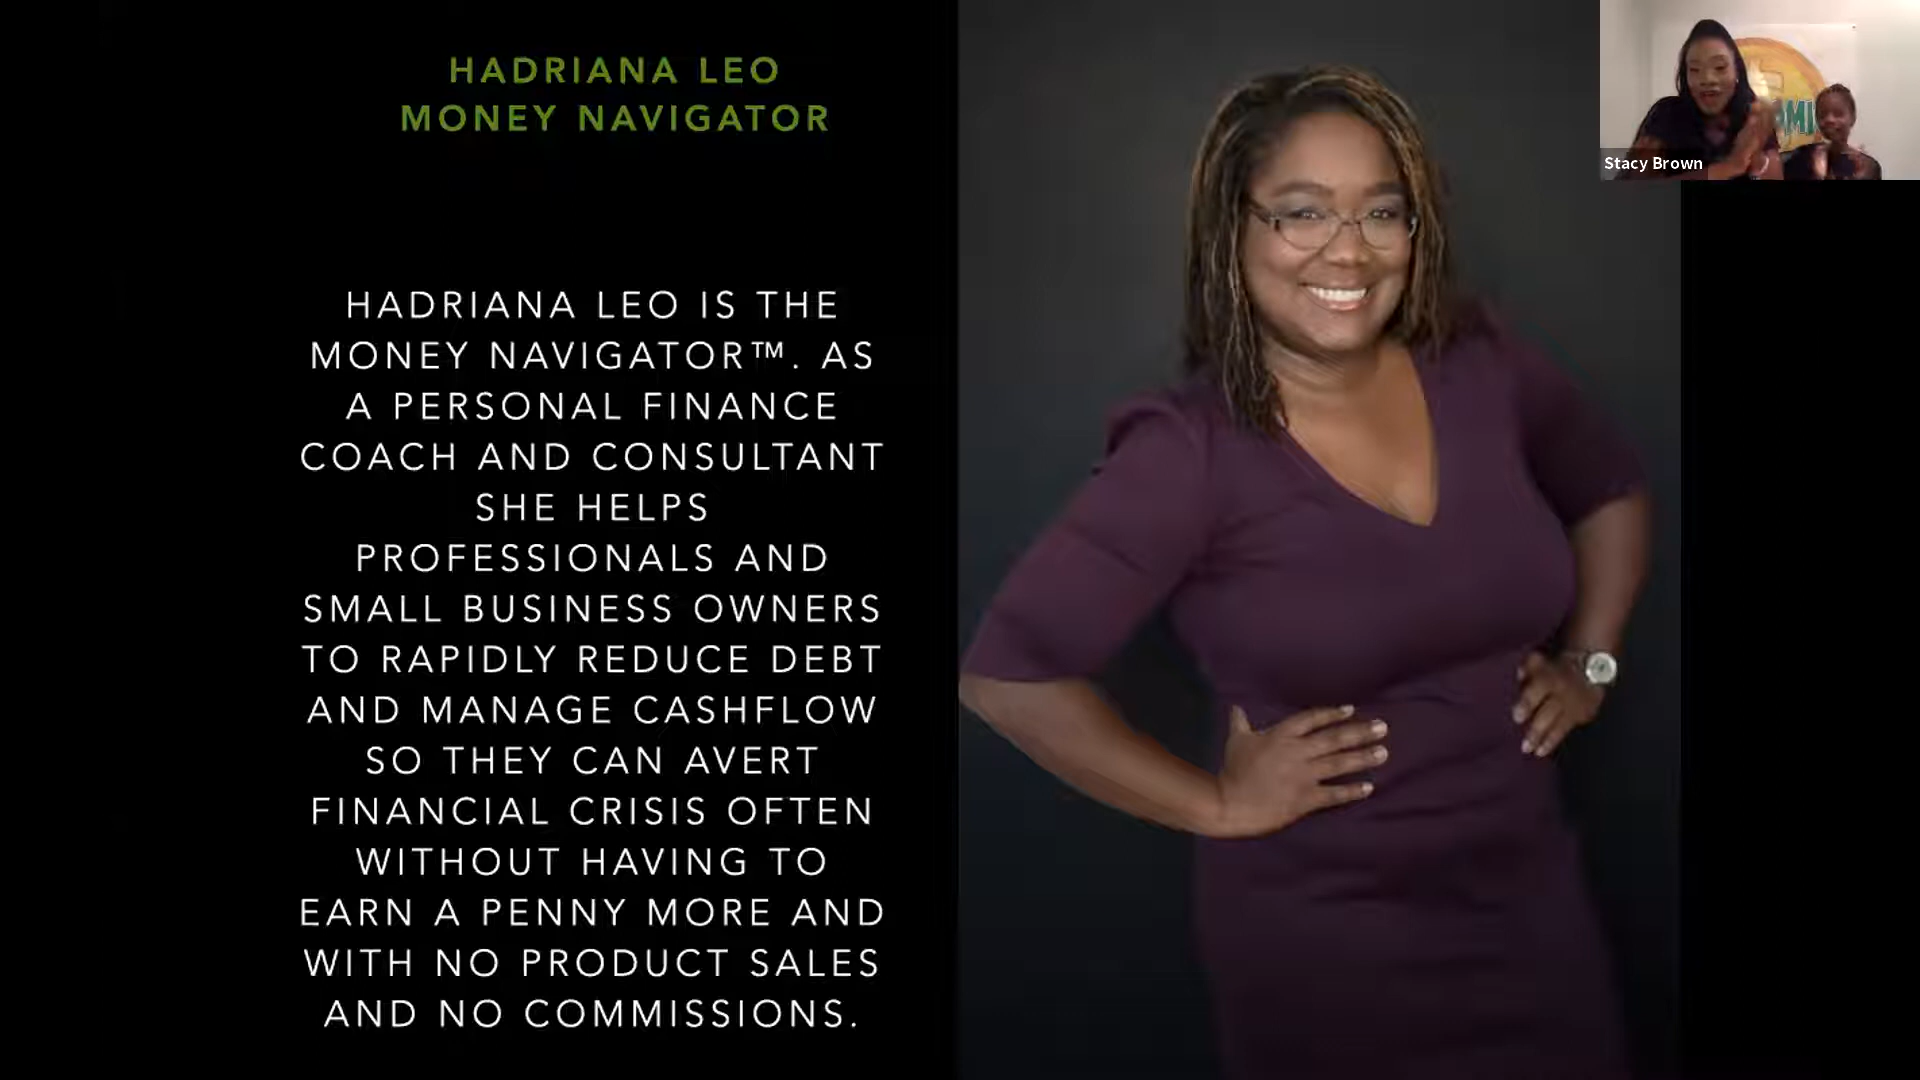 HADRIANA LEO
MONEY NAVIGATOR
HADRIANA LEO IS THE
MONEY NAVIGATOR™. AS
A PERSONAL FINANCE
COACH AND CONSULTANT
SHE HELPS
PROFESSIONALS AND
SMALL BUSINESS OWNERS
TO RAPIDLY REDUCE DEBT
AND MANAGE CASHFLOW
SO THEY CAN AVERT
FINANCIAL CRISIS OFTEN
WITHOUT HAVING TO
EARN A PENNY MORE AND
WITH NO PRODUCT SALES
AND NO COMMISSIONS.
Stacy Brown